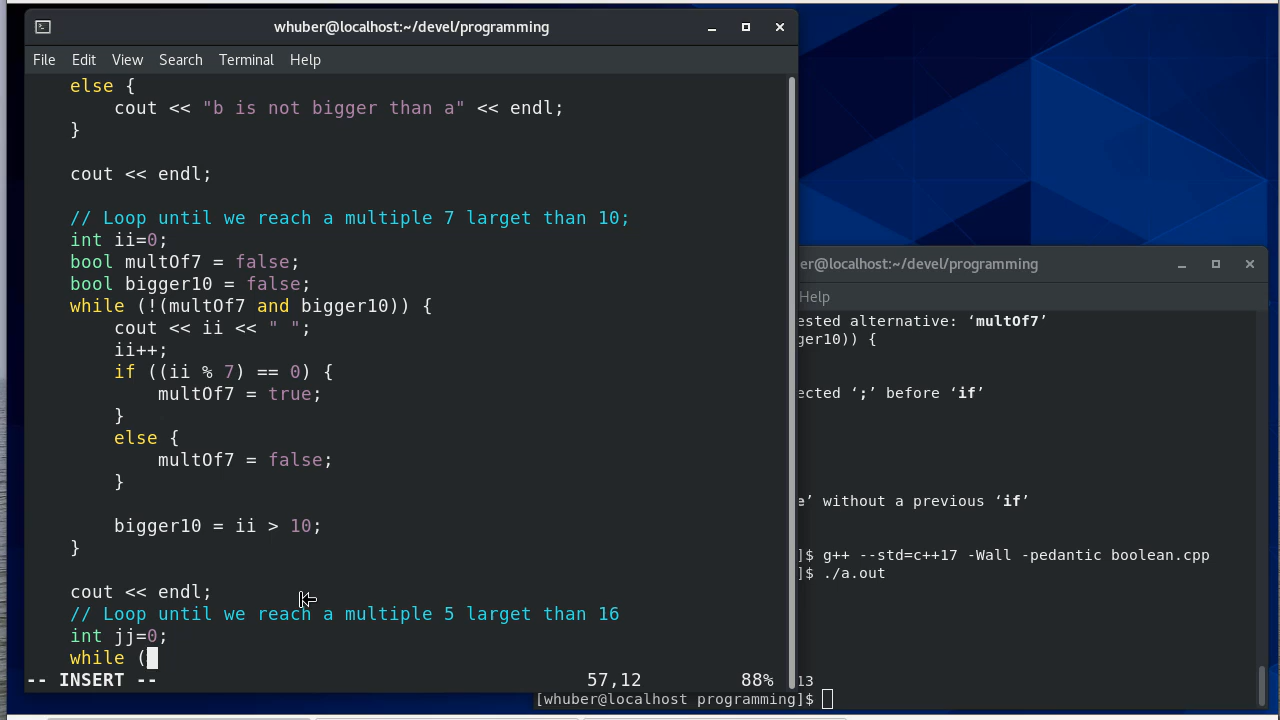 whuber@localhost:~/devel/programming
File Edit View Search Terminal Help
else {
cout << "b is not bigger than a" << endl;
}
cout << endl;
// Loop until we reach a multiple 7 larget than 10;
int ii=0;
bool multOf7 = false;
bool bigger10 = false;
while (!(multOf7 and bigger10)) {
cout << ii << " ";
ii++;
if ((ii % 7) == 0) {
multOf7 = true;
}
else {
multOf7 = false;
}
bigger10 = ii > 10;
}
cout << endl;
// Loop until we reach a multiple 5 larget than 16
int jj=0;
while (
-- INSERT -- 57,12 88%
er@localhost:~/devel/programming
Help
ested alternative: ‘multOf7’
ger10)) {
ected ‘;’ before ‘if’
e’ without a previous ‘if’
]$ g++ --std=c++17 -Wall -pedantic boolean.cpp
]$ ./a.out
13
[whuber@localhost programming]$